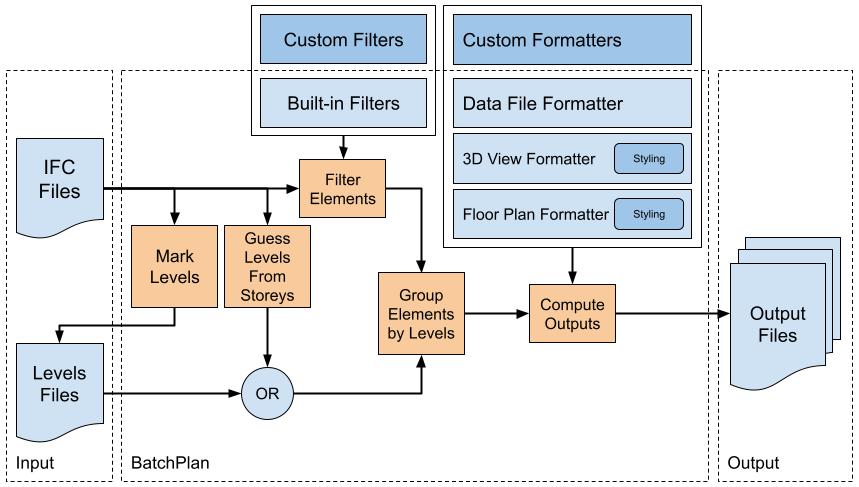 Custom Filters
Custom Formatters
Built-in Filters
Data File Formatter
3D View Formatter
Styling
Floor Plan Formatter
Styling
IFC
Files
Filter
Elements
Mark
Levels
Guess
Levels
From
Storeys
Group
Elements
by Levels
Compute
Outputs
Output
Files
Levels
Files
OR
Input
BatchPlan
Output